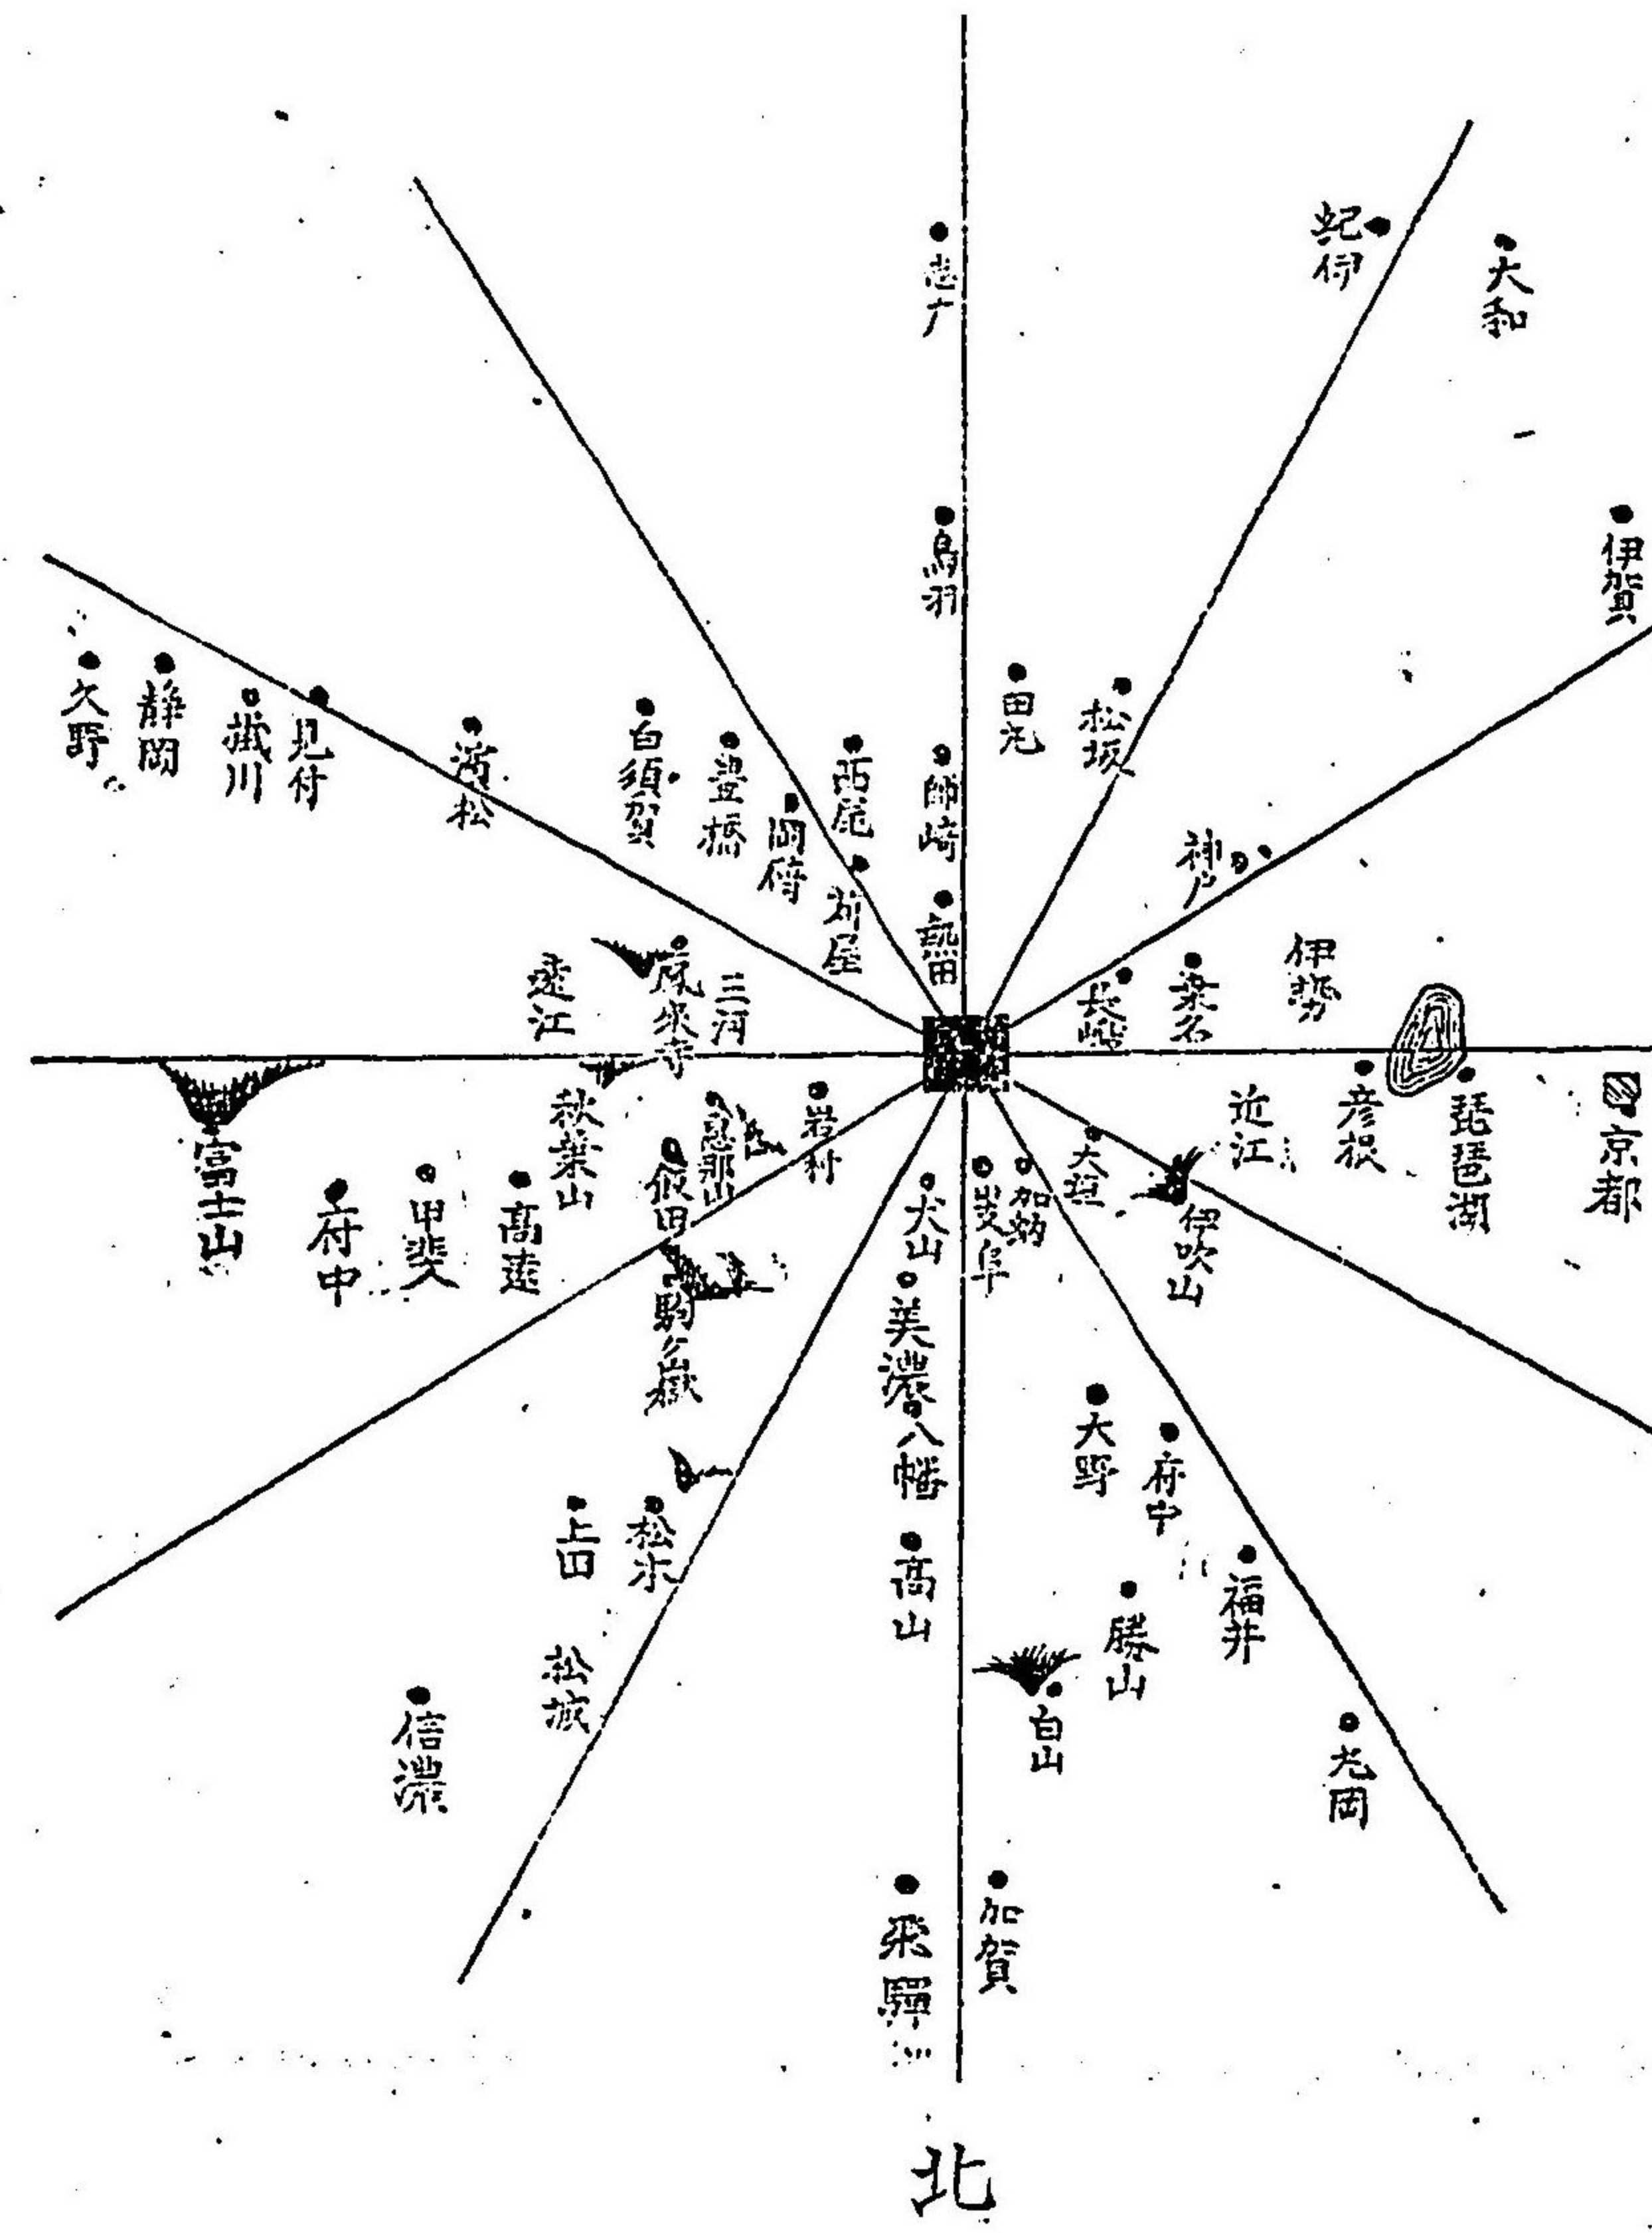 紀伊
大和
鳥羽
伊賀
久野
静岡
掛川
見付
濱松
白須賀
豊橋
岡崎
西尾
苅屋
師崎
熱田
田丸
松坂
神戸
遠江
鳳来寺
三河
長嶋
桑名
伊勢
富士山
府中
甲斐
高遠
秋葉山
飯田
恵那山
岩村
駒ヶ嶽
犬山
岐阜
加納
大垣
伊吹山
近江
彦根
琵琶湖
京都
美濃
八幡
大野
府中
上田
松本
高山
福井
勝山
白山
信濃
丸岡
飛驒
加賀
北